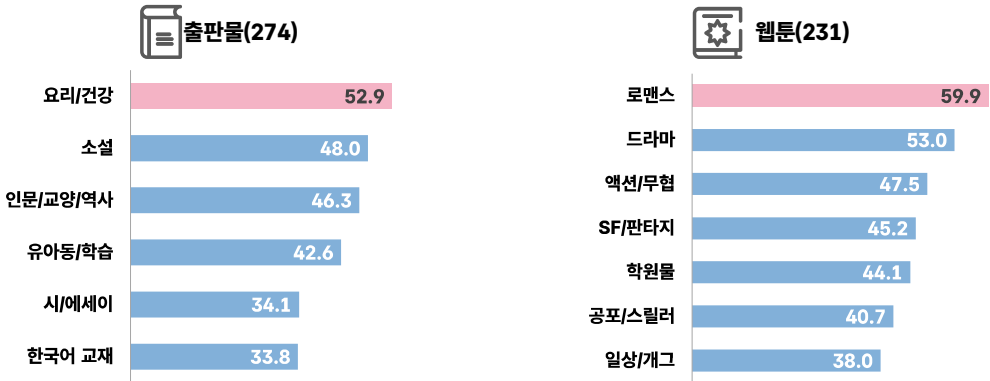 출판물(274)
요리/건강 52.9
소설 48.0
인문/교양/역사 46.3
유아동/학습 42.6
시/에세이 34.1
한국어 교재 33.8
웹툰(231)
로맨스 59.9
드라마 53.0
액션/무협 47.5
SF/판타지 45.2
학원물 44.1
공포/스릴러 40.7
일상/개그 38.0